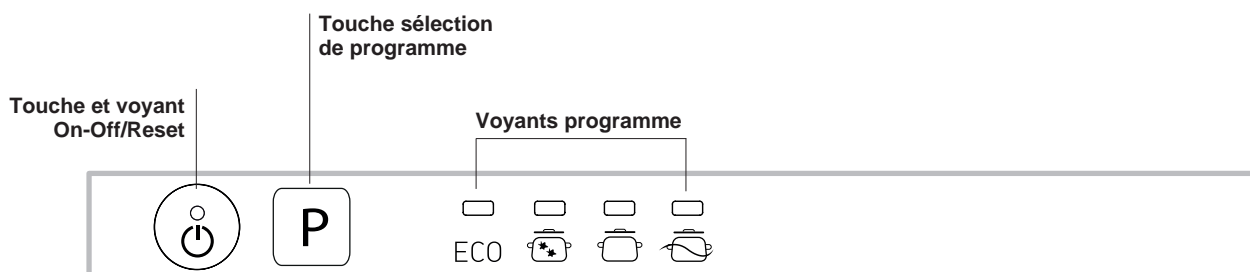 Touche sélection
de programme
Touche et voyant
On-Off/Reset
Voyants programme
P
ECO